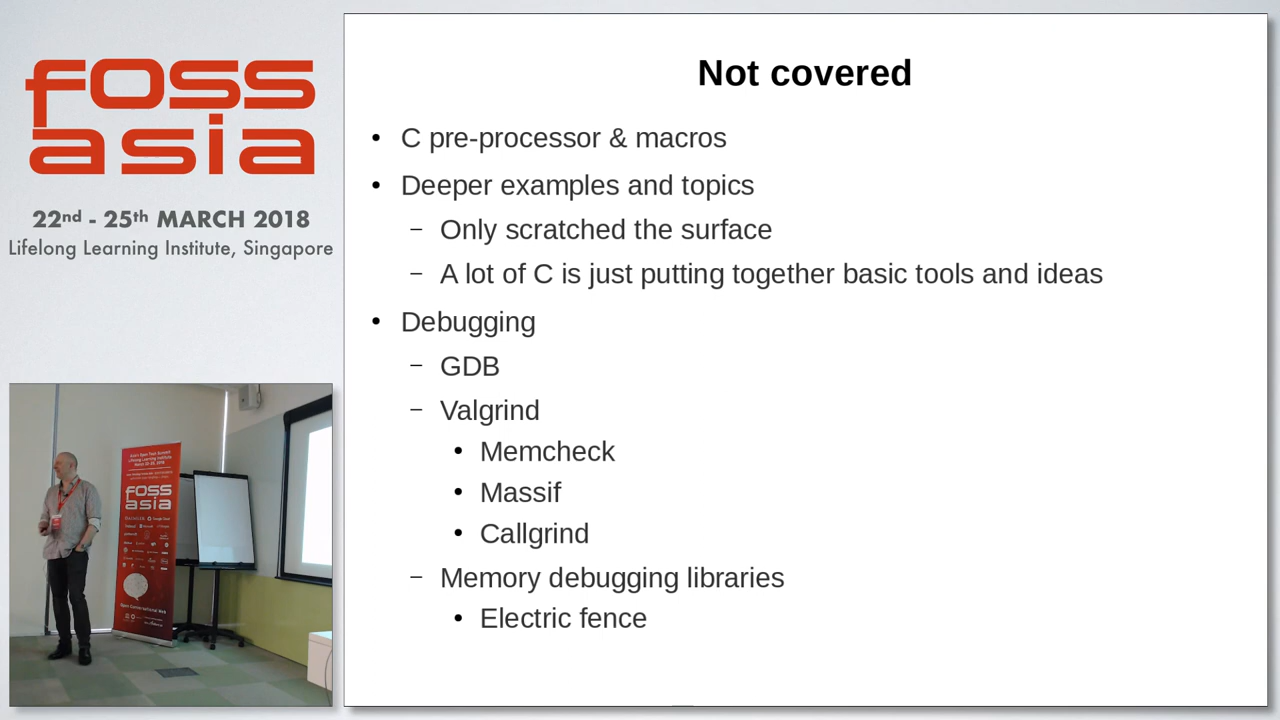 foss
asia
22nd - 25th MARCH 2018
Lifelong Learning Institute, Singapore
Not covered
• C pre-processor & macros
• Deeper examples and topics
– Only scratched the surface
– A lot of C is just putting together basic tools and ideas
• Debugging
– GDB
– Valgrind
• Memcheck
• Massif
• Callgrind
– Memory debugging libraries
• Electric fence
foss
asia